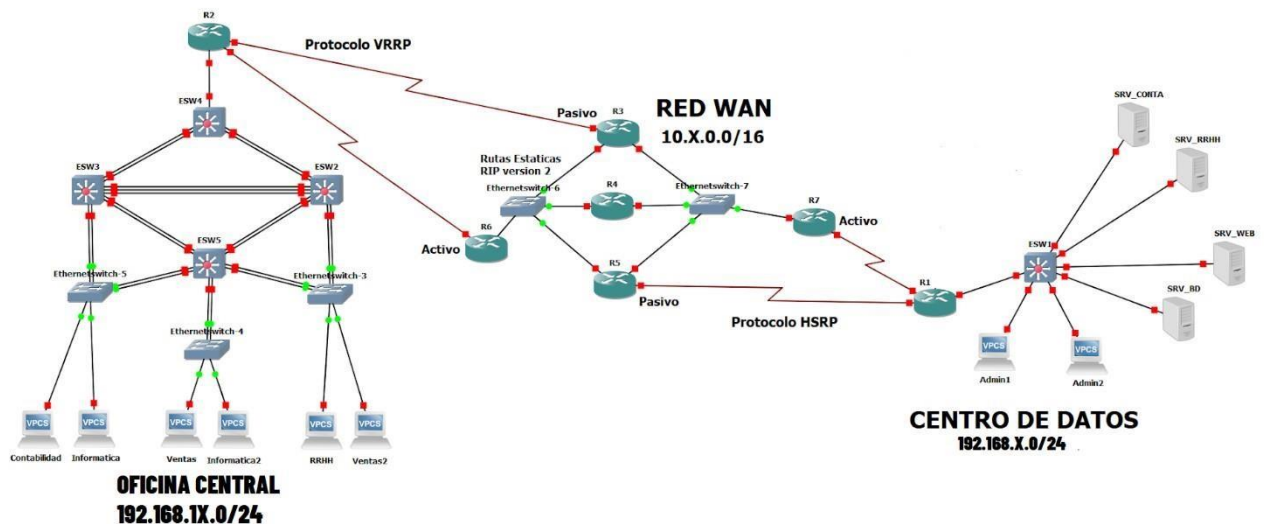 R2
Protocolo VRRP
ESW4
ESW3
ESW2
ESW5
Ethernetswitch-5
Ethernetswitch-3
Ethernetswitch-4
VPCS
VPCS
VPCS
VPCS
VPCS
VPCS
Contabilidad
Informatica
Ventas
Informatica2
RRHH
Ventas2
OFICINA CENTRAL
192.168.1X.0/24
Pasivo
R3
RED WAN
10.X.0.0/16
Rutas Estaticas
RIP version 2
Ethernetswitch-6
R4
Ethernetswitch-7
R6
Activo
R7
Activo
R5
Pasivo
Protocolo HSRP
R1
ESW1
SRV_CONTA
SRV_RRHH
SRV_WEB
SRV_BD
VPCS
VPCS
Admin1
Admin2
CENTRO DE DATOS
192.168.X.0/24